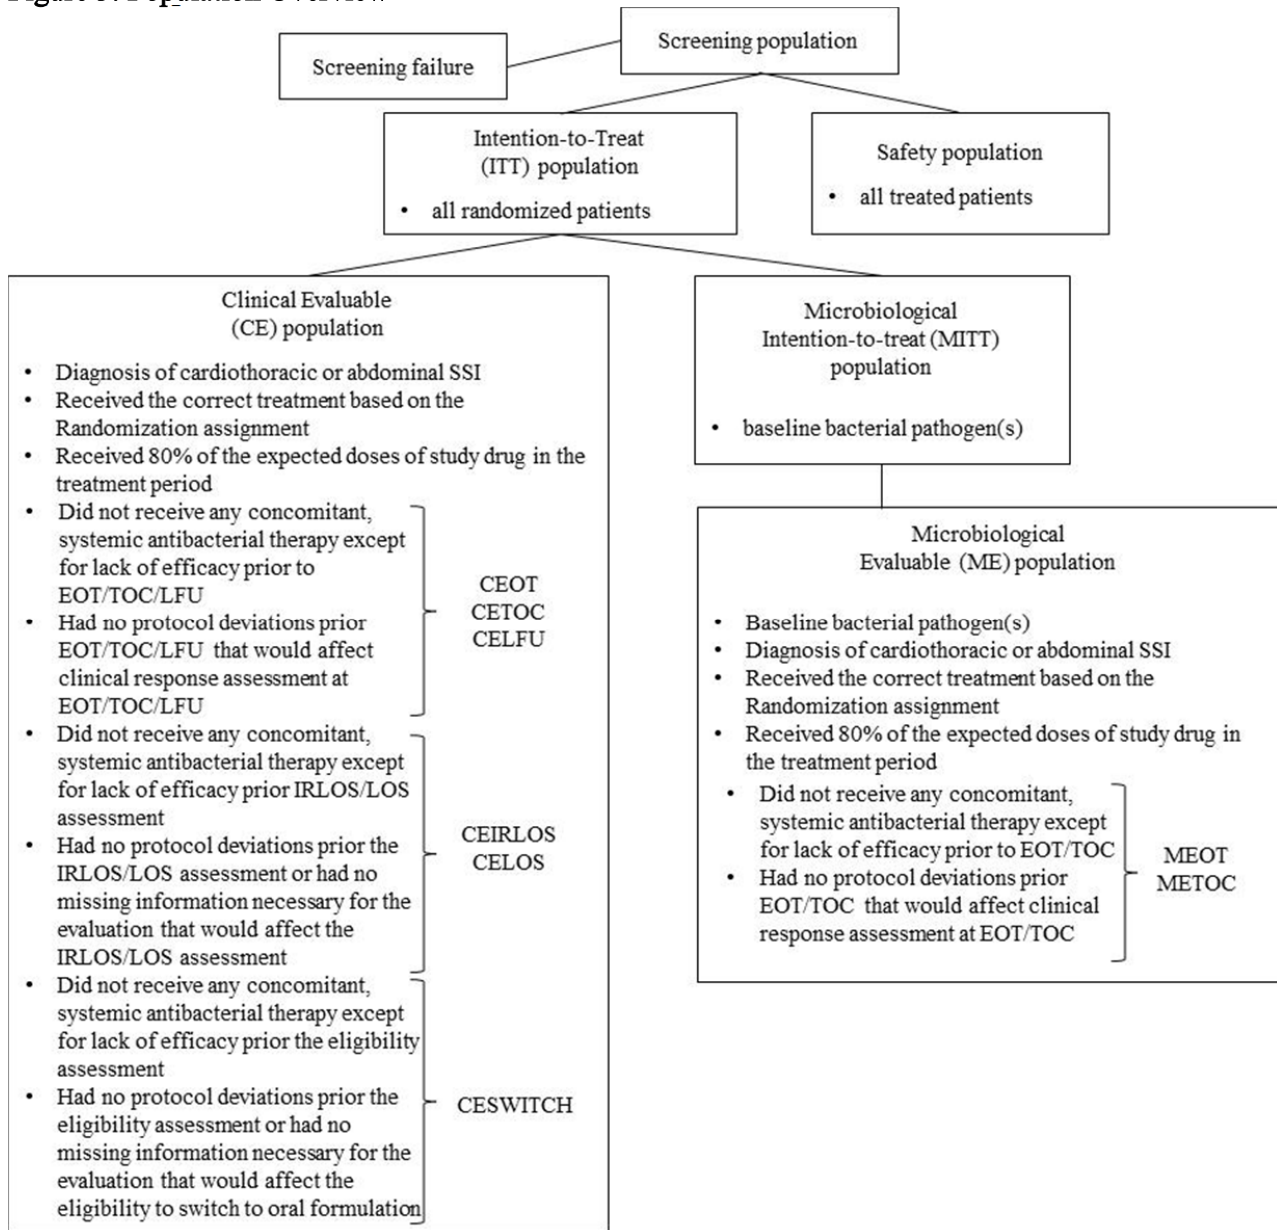 Screening population
Screening failure
Intention-to-Treat
(ITT) population
• all randomized patients
Safety population
• all treated patients
Clinical Evaluable
(CE) population
• Diagnosis of cardiothoracic or abdominal SSI
• Received the correct treatment based on the
Randomization assignment
• Received 80% of the expected doses of study drug in the
treatment period
• Did not receive any concomitant,
systemic antibacterial therapy except
for lack of efficacy prior to
EOT/TOC/LFU
• Had no protocol deviations prior
EOT/TOC/LFU that would affect
clinical response assessment at
EOT/TOC/LFU
CEOT
CETOC
CELFU
• Did not receive any concomitant,
systemic antibacterial therapy except
for lack of efficacy prior IRLOS/LOS
assessment
• Had no protocol deviations prior the
IRLOS/LOS assessment or had no
missing information necessary for the
evaluation that would affect the
IRLOS/LOS assessment
CEIRLOS
CELOS
• Did not receive any concomitant,
systemic antibacterial therapy except
for lack of efficacy prior the eligibility
assessment
• Had no protocol deviations prior the
eligibility assessment or had no
missing information necessary for the
evaluation that would affect the
eligibility to switch to oral formulation
CESWITCH
Microbiological
Intention-to-treat (MITT)
population
• baseline bacterial pathogen(s)
Microbiological
Evaluable (ME) population
• Baseline bacterial pathogen(s)
• Diagnosis of cardiothoracic or abdominal SSI
• Received the correct treatment based on the
Randomization assignment
• Received 80% of the expected doses of study drug in
the treatment period
• Did not receive any concomitant,
systemic antibacterial therapy except
for lack of efficacy prior to EOT/TOC
• Had no protocol deviations prior
EOT/TOC that would affect clinical
response assessment at EOT/TOC
MEOT
METOC